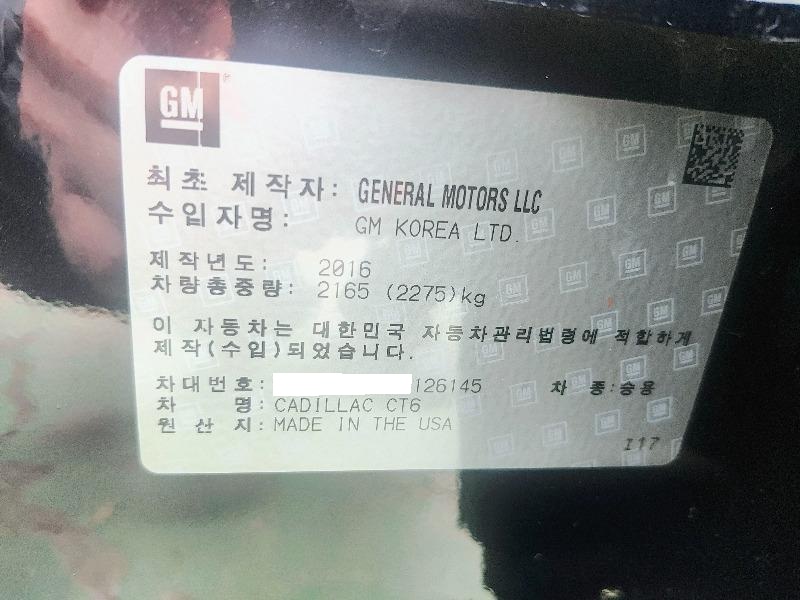 GM
최초 제작자: GENERAL MOTORS LLC
수입자명: GM KOREA LTD.
제작년도: 2016
차량총중량: 2165 (2275)kg
이 자동차는 대한민국 자동차관리법령에 적합하게
제작(수입)되었습니다.
차대번호: 126145 차 종:승용
차 명: CADILLAC CT6
원 산 지: MADE IN THE USA
I17